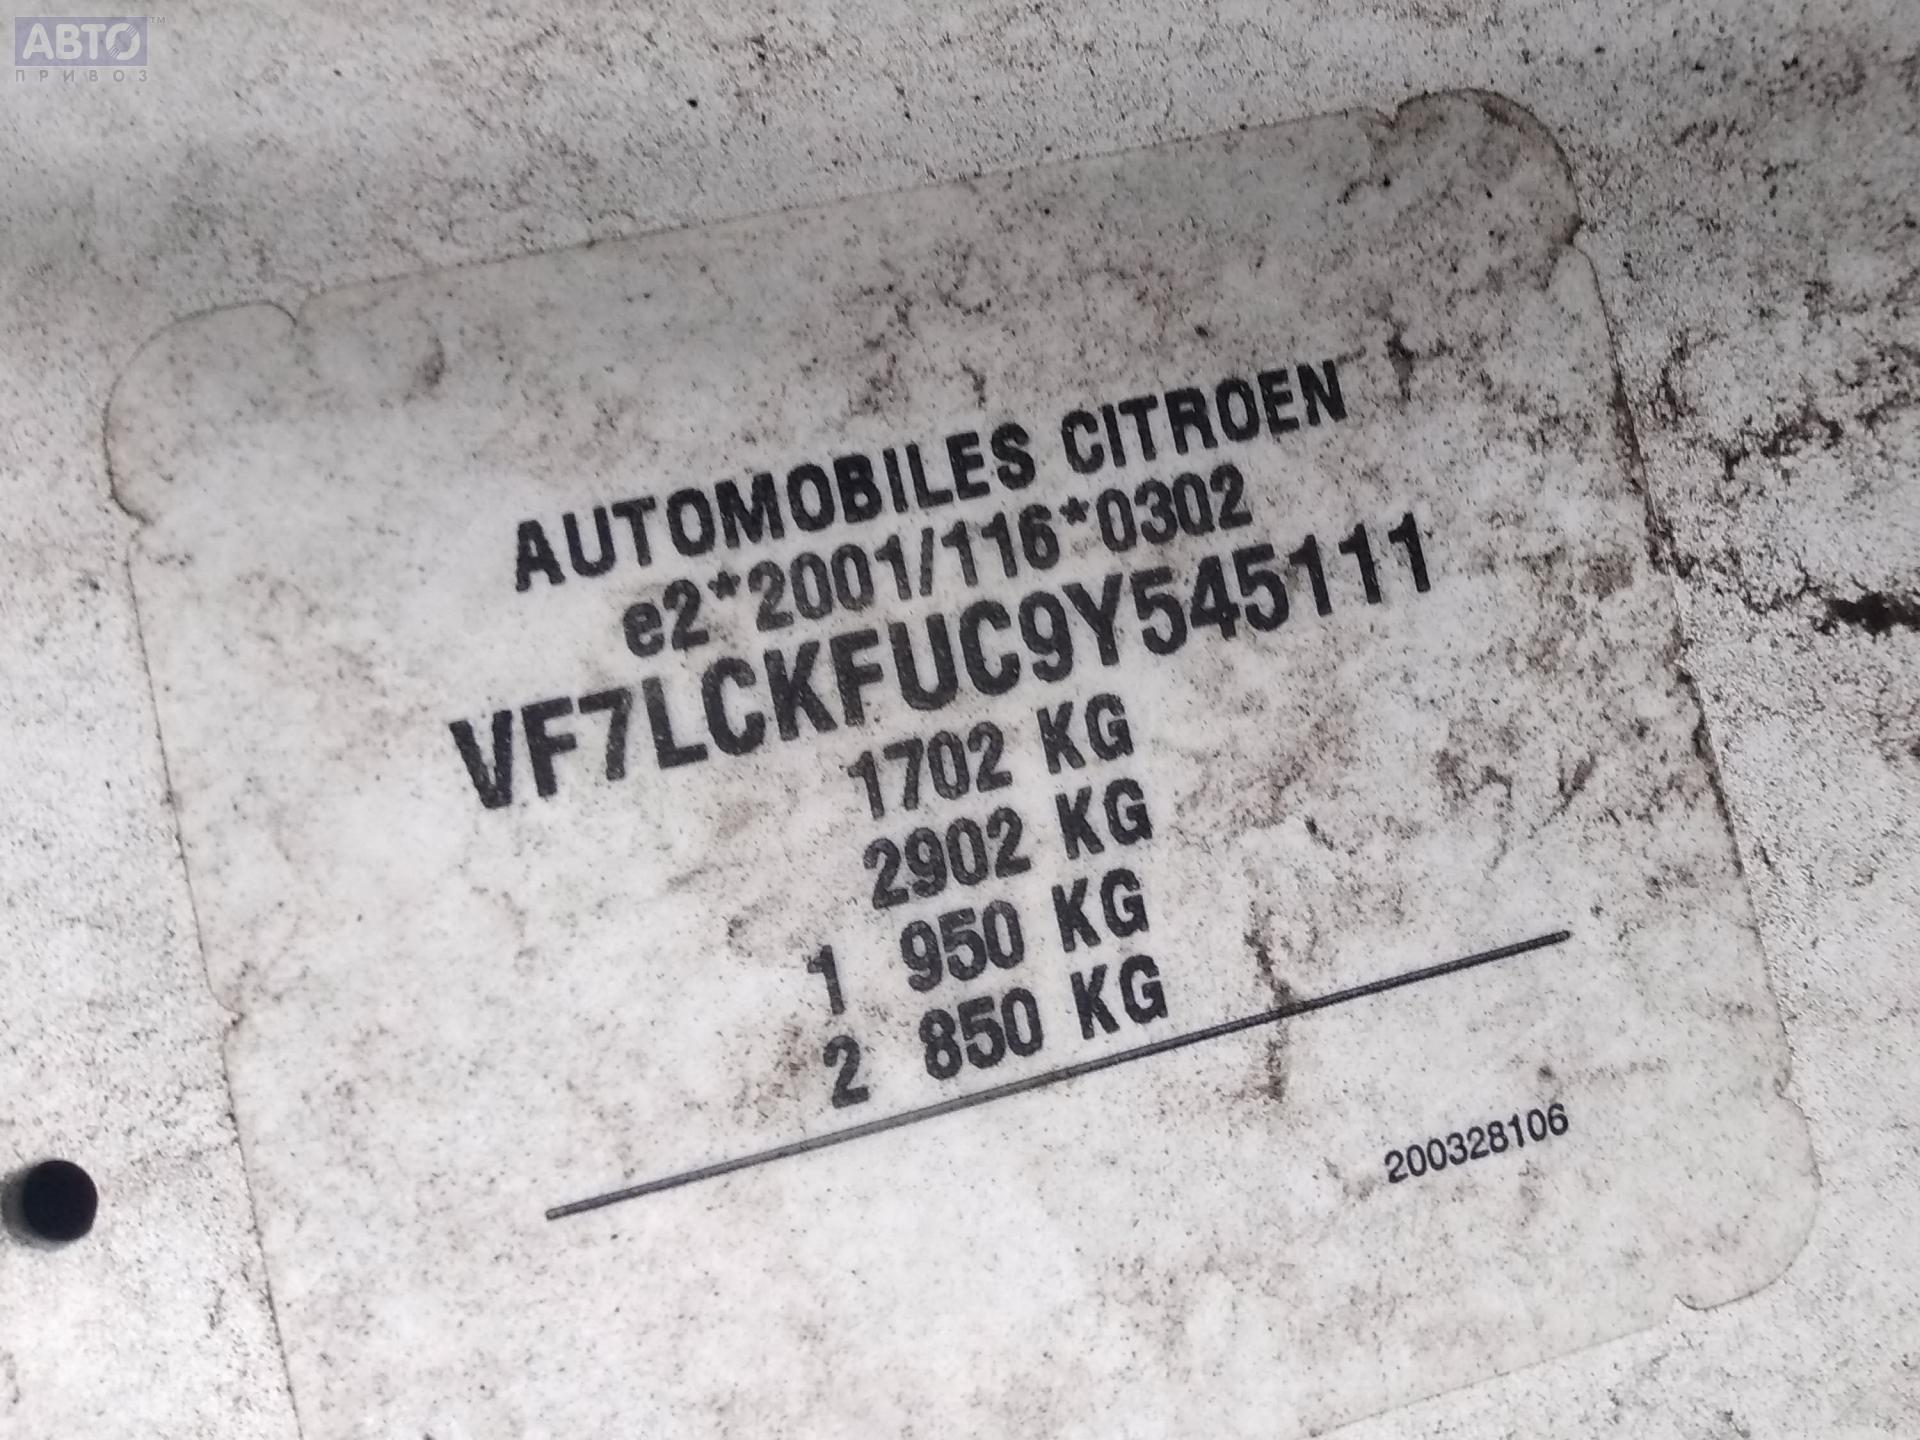 АВТО™
ПРИВОЗ
AUTOMOBILES CITROEN
e2*2001/116*0302
VF7LCKFUC9Y545111
1702 KG
2902 KG
1 950 KG
2 850 KG
200328106